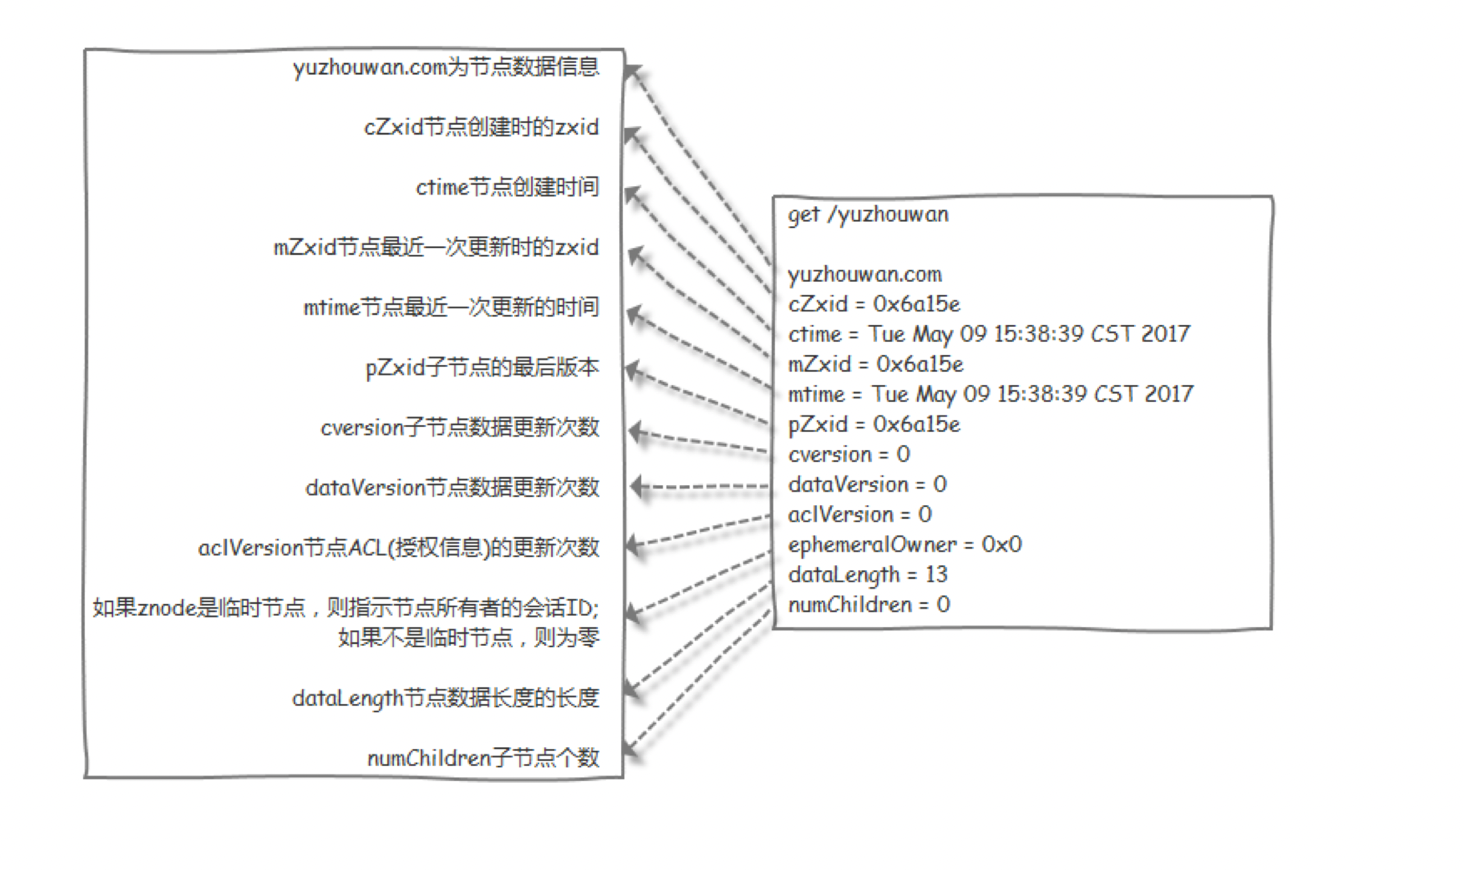 yuzhouwan.com为节点数据信息
cZxid节点创建时的zxid
ctime节点创建时间
mZxid节点最近一次更新时的zxid
mtime节点最近一次更新的时间
pZxid子节点的最后版本
cversion子节点数据更新次数
dataVersion节点数据更新次数
aclVersion节点ACL(授权信息)的更新次数
如果znode是临时节点，则指示节点所有者的会话ID;
如果不是临时节点，则为零
dataLength节点数据长度的长度
numChildren子节点个数
get /yuzhouwan
yuzhouwan.com
cZxid = 0x6a15e
ctime = Tue May 09 15:38:39 CST 2017
mZxid = 0x6a15e
mtime = Tue May 09 15:38:39 CST 2017
pZxid = 0x6a15e
cversion = 0
dataVersion = 0
aclVersion = 0
ephemeralOwner = 0x0
dataLength = 13
numChildren = 0